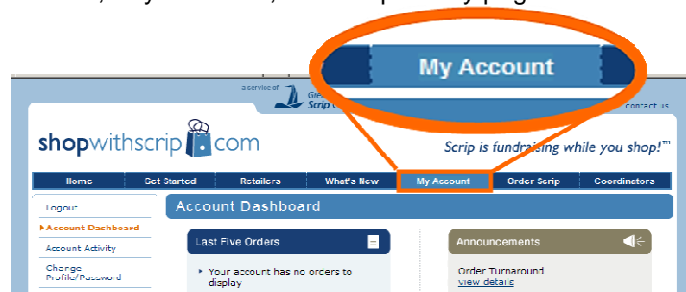 My Account
a service of
Scrip
contact us
shopwithscrip.com
Scrip is fundraising while you shop!™
Home Get Started Retailers What's New My Account Order Scrip Coordinators
Logout
Account Dashboard
Account Dashboard
Account Activity
Last Five Orders
Announcements
Change
Profile/Password
Your account has no orders to
display
Order Turnaround
view details